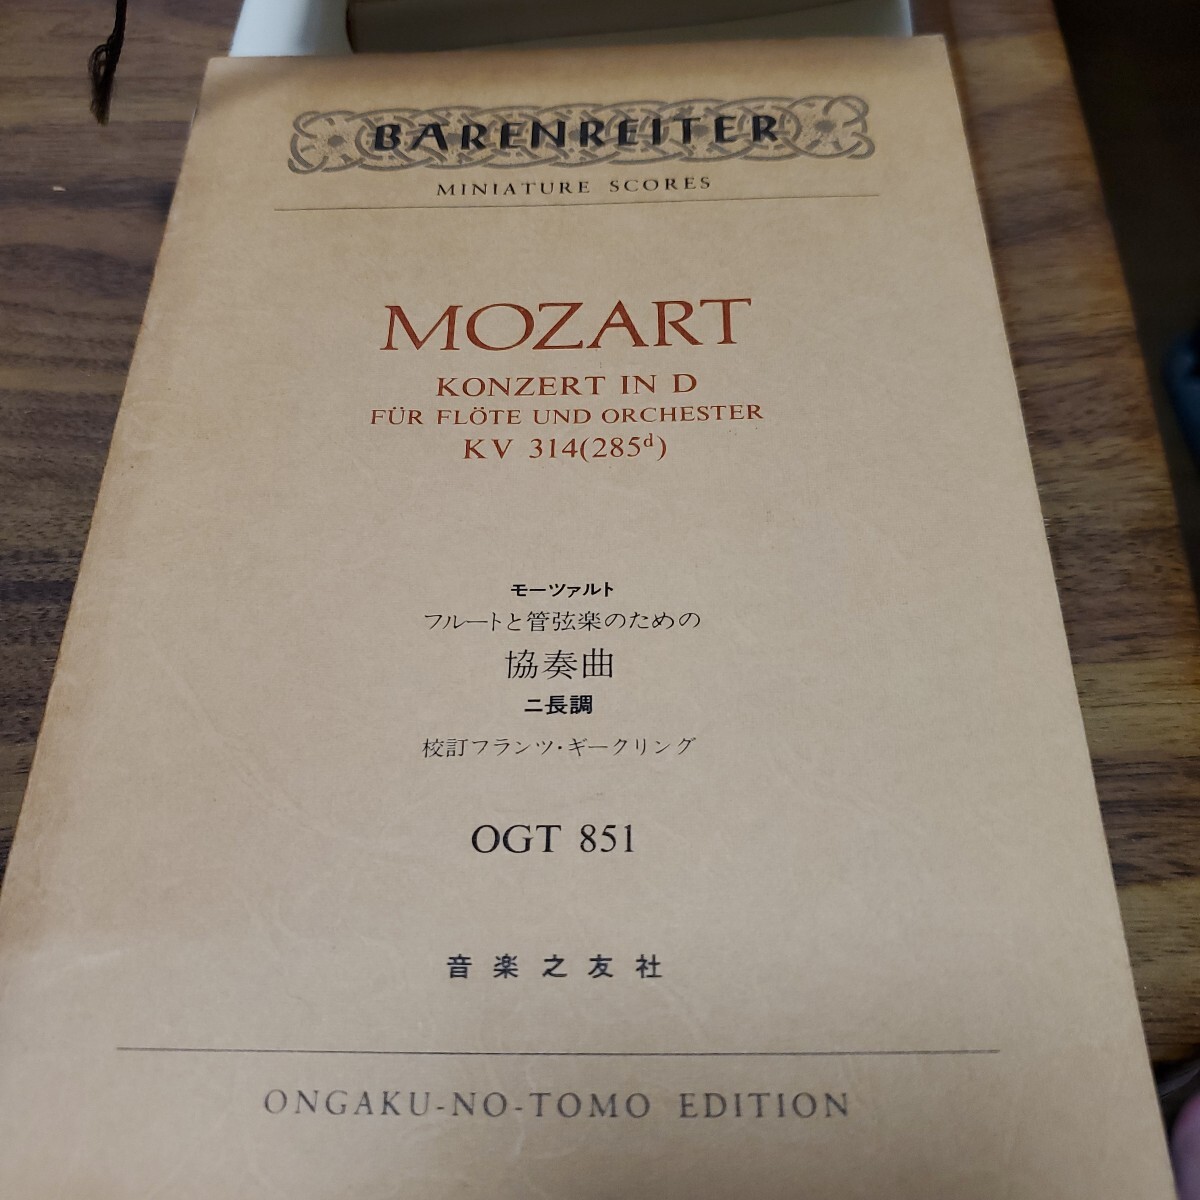 BÄRENREITER
MINIATURE SCORES
MOZART
KONZERT IN D
FÜR FLÖTE UND ORCHESTER
KV 314(285ᵈ)
モーツァルト
フルートと管弦楽のための
協奏曲
ニ長調
校訂フランツ・ギークリング
OGT 851
音楽之友社
ONGAKU-NO-TOMO EDITION